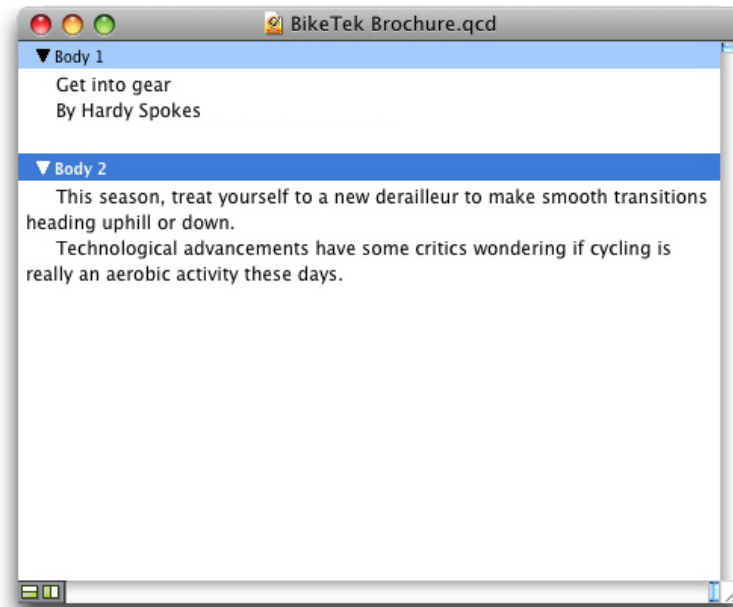 BikeTek Brochure.qcd
Body 1
Get into gear
By Hardy Spokes
Body 2
This season, treat yourself to a new derailleur to make smooth transitions
heading uphill or down.
Technological advancements have some critics wondering if cycling is
really an aerobic activity these days.